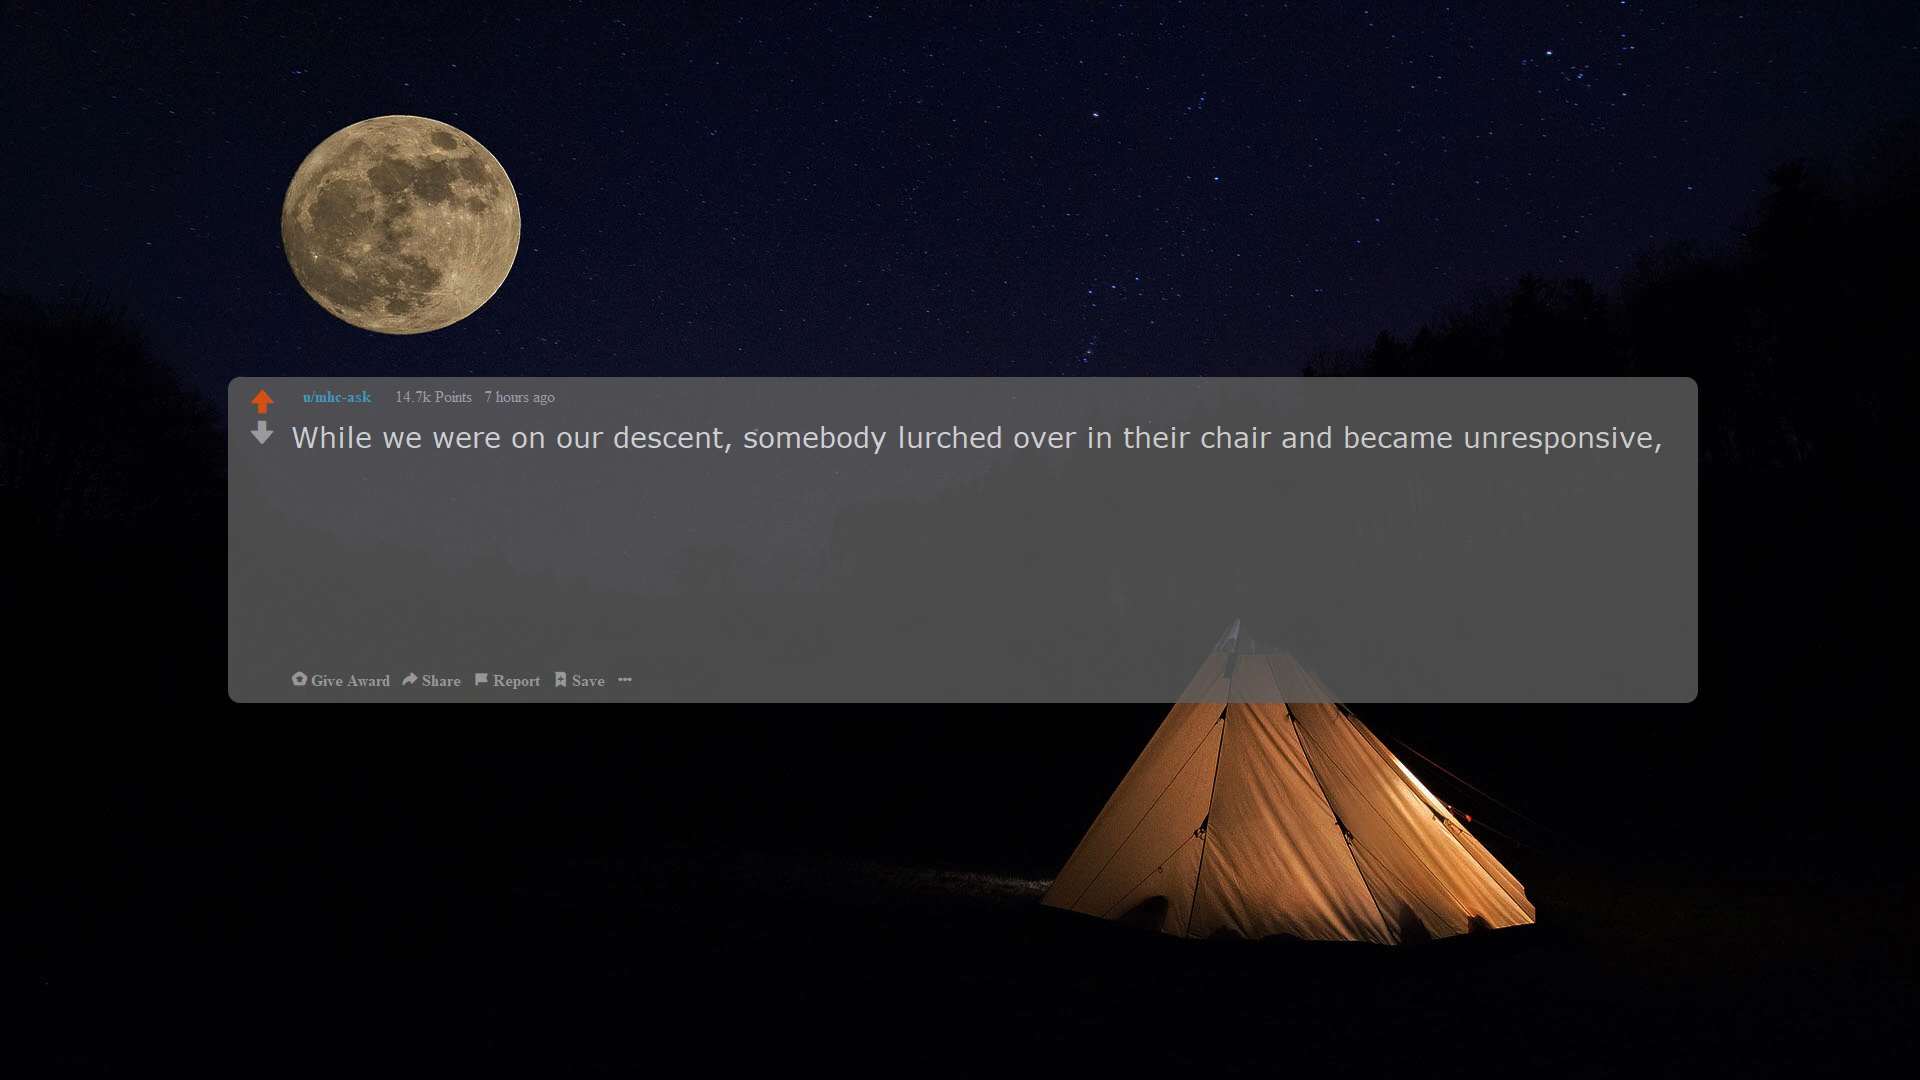 u/mhc-ask 14.7k Points 7 hours ago
While we were on our descent, somebody lurched over in their chair and became unresponsive,
Give Award Share Report Save ···